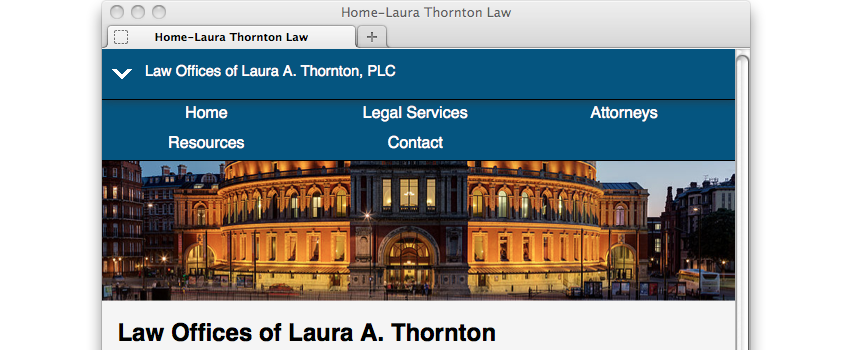 Home-Laura Thornton Law
Home-Laura Thornton Law
Law Offices of Laura A. Thornton, PLC
Home Legal Services Attorneys
Resources Contact
Law Offices of Laura A. Thornton